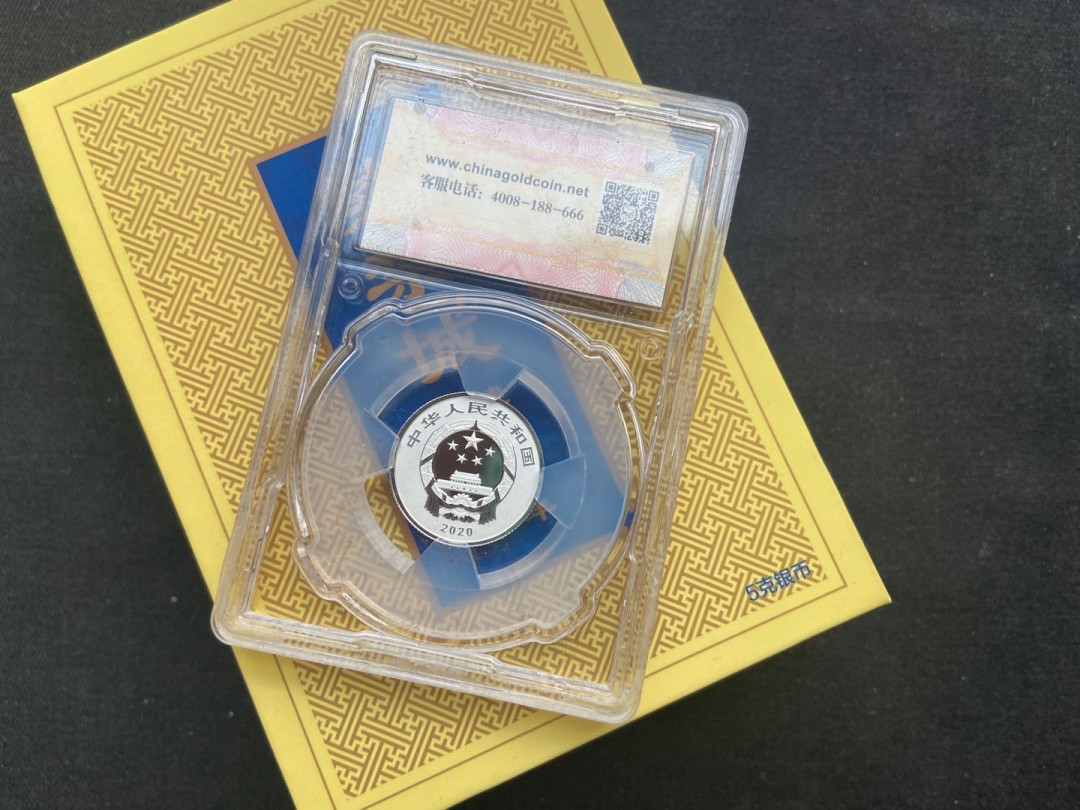 www.chinagoldcoin.net
客服电话：4008-188-666
城
中华人民共和国
2020
5克银币